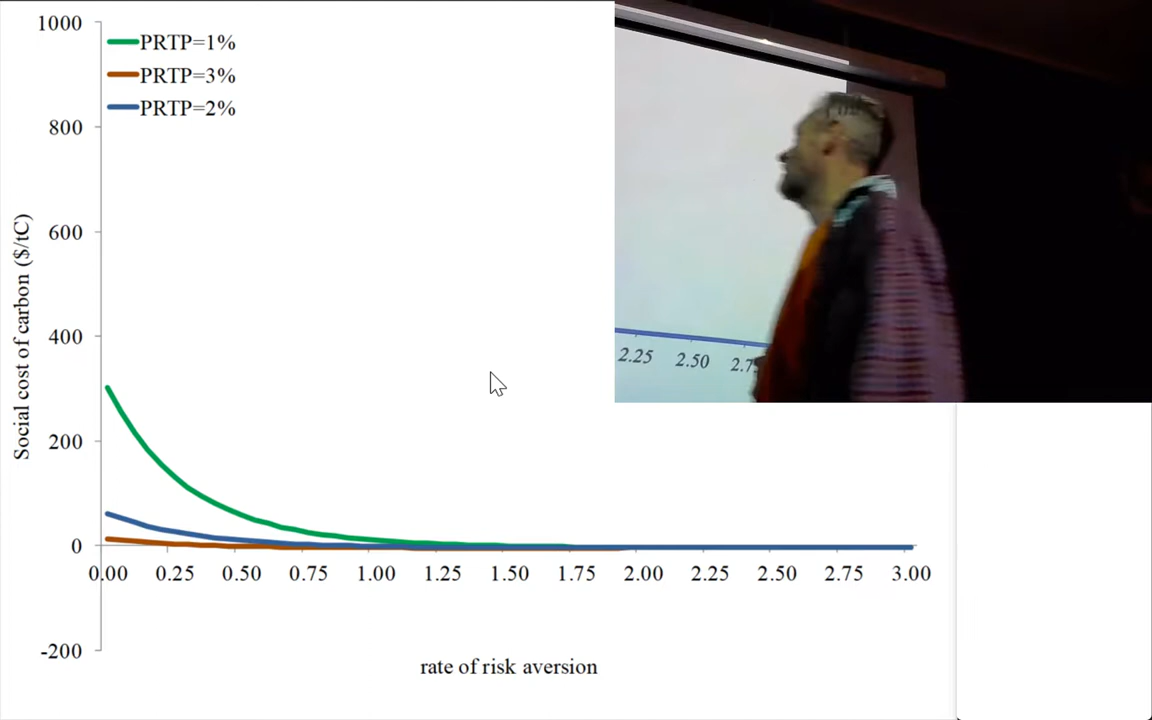 1000
PRTP=1%
PRTP=3%
PRTP=2%
800
600
400
200
0
-200
Social cost of carbon ($/tC)
0.00 0.25 0.50 0.75 1.00 1.25 1.50 1.75 2.00 2.25 2.50 2.75 3.00
rate of risk aversion
2.25 2.50